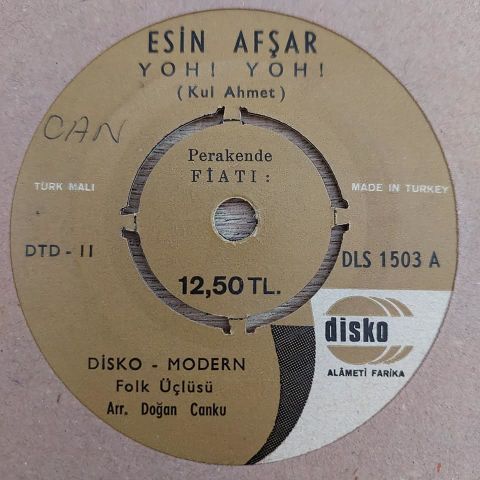 ESİN AFŞAR
YOH! YOH!
(Kul Ahmet)
CAN
Perakende
FİATI:
TÜRK MALI
MADE IN TURKEY
DTD - 11
DLS 1503 A
12,50 TL.
disko
ALÂMETİ FARİKA
DİSKO - MODERN
Folk Üçlüsü
Arr. Doğan Canku